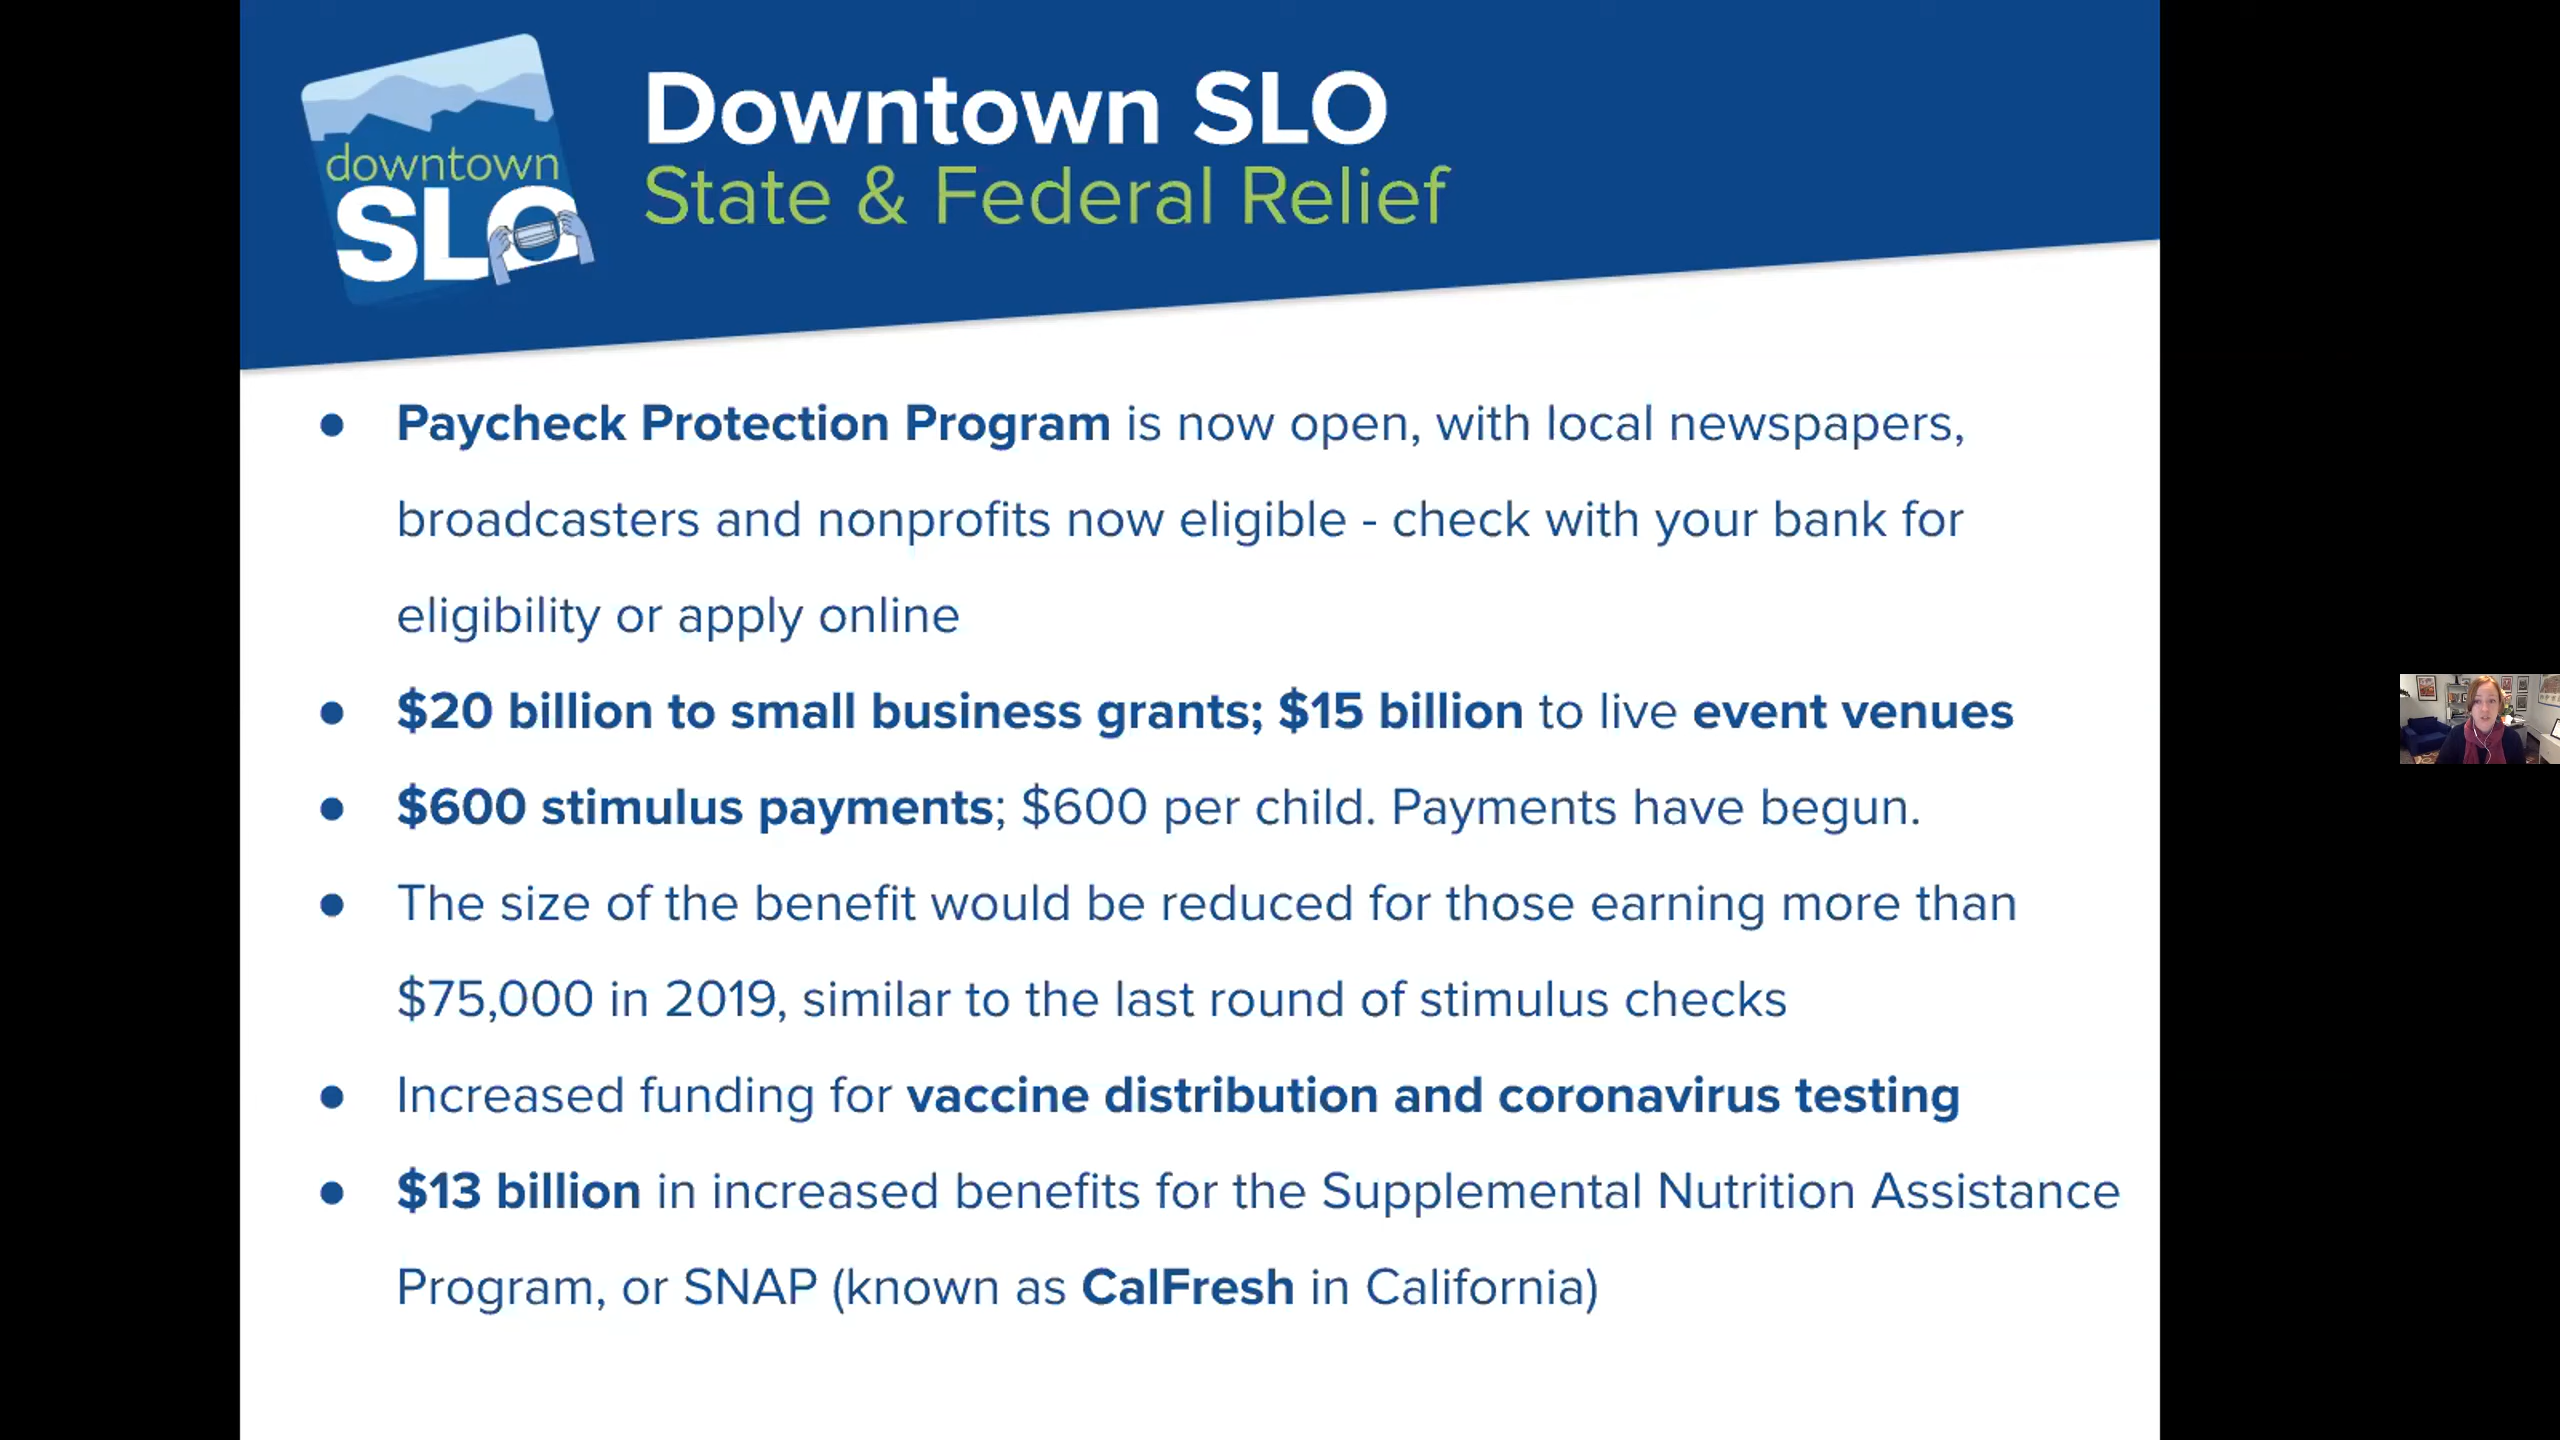 downtown
SLO
Downtown SLO
State & Federal Relief
● Paycheck Protection Program is now open, with local newspapers,
broadcasters and nonprofits now eligible - check with your bank for
eligibility or apply online
● $20 billion to small business grants; $15 billion to live event venues
● $600 stimulus payments; $600 per child. Payments have begun.
● The size of the benefit would be reduced for those earning more than
$75,000 in 2019, similar to the last round of stimulus checks
● Increased funding for vaccine distribution and coronavirus testing
● $13 billion in increased benefits for the Supplemental Nutrition Assistance
Program, or SNAP (known as CalFresh in California)